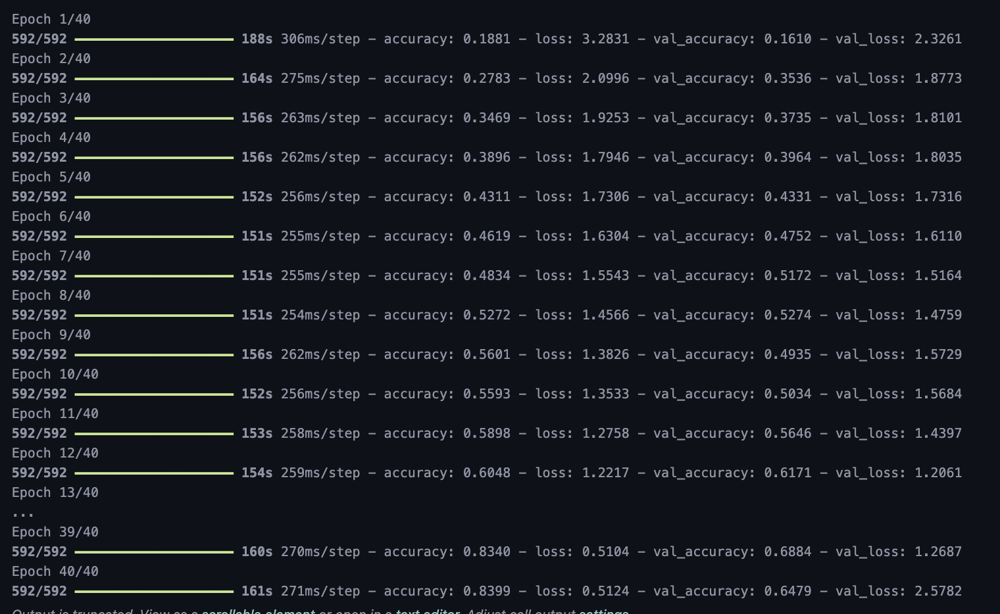 Epoch 1/40
592/592 ━━━━━━━━━━━━━━━━━━━━ 188s 306ms/step - accuracy: 0.1881 - loss: 3.2831 - val_accuracy: 0.1610 - val_loss: 2.3261
Epoch 2/40
592/592 ━━━━━━━━━━━━━━━━━━━━ 164s 275ms/step - accuracy: 0.2783 - loss: 2.0996 - val_accuracy: 0.3536 - val_loss: 1.8773
Epoch 3/40
592/592 ━━━━━━━━━━━━━━━━━━━━ 156s 263ms/step - accuracy: 0.3469 - loss: 1.9253 - val_accuracy: 0.3735 - val_loss: 1.8101
Epoch 4/40
592/592 ━━━━━━━━━━━━━━━━━━━━ 156s 262ms/step - accuracy: 0.3896 - loss: 1.7946 - val_accuracy: 0.3964 - val_loss: 1.8035
Epoch 5/40
592/592 ━━━━━━━━━━━━━━━━━━━━ 152s 256ms/step - accuracy: 0.4311 - loss: 1.7306 - val_accuracy: 0.4331 - val_loss: 1.7316
Epoch 6/40
592/592 ━━━━━━━━━━━━━━━━━━━━ 151s 255ms/step - accuracy: 0.4619 - loss: 1.6304 - val_accuracy: 0.4752 - val_loss: 1.6110
Epoch 7/40
592/592 ━━━━━━━━━━━━━━━━━━━━ 151s 255ms/step - accuracy: 0.4834 - loss: 1.5543 - val_accuracy: 0.5172 - val_loss: 1.5164
Epoch 8/40
592/592 ━━━━━━━━━━━━━━━━━━━━ 151s 254ms/step - accuracy: 0.5272 - loss: 1.4566 - val_accuracy: 0.5274 - val_loss: 1.4759
Epoch 9/40
592/592 ━━━━━━━━━━━━━━━━━━━━ 156s 262ms/step - accuracy: 0.5601 - loss: 1.3826 - val_accuracy: 0.4935 - val_loss: 1.5729
Epoch 10/40
592/592 ━━━━━━━━━━━━━━━━━━━━ 152s 256ms/step - accuracy: 0.5593 - loss: 1.3533 - val_accuracy: 0.5034 - val_loss: 1.5684
Epoch 11/40
592/592 ━━━━━━━━━━━━━━━━━━━━ 153s 258ms/step - accuracy: 0.5898 - loss: 1.2758 - val_accuracy: 0.5646 - val_loss: 1.4397
Epoch 12/40
592/592 ━━━━━━━━━━━━━━━━━━━━ 154s 259ms/step - accuracy: 0.6048 - loss: 1.2217 - val_accuracy: 0.6171 - val_loss: 1.2061
Epoch 13/40
...
Epoch 39/40
592/592 ━━━━━━━━━━━━━━━━━━━━ 160s 270ms/step - accuracy: 0.8340 - loss: 0.5104 - val_accuracy: 0.6884 - val_loss: 1.2687
Epoch 40/40
592/592 ━━━━━━━━━━━━━━━━━━━━ 161s 271ms/step - accuracy: 0.8399 - loss: 0.5124 - val_accuracy: 0.6479 - val_loss: 2.5782
Output is truncated. View as a scrollable element or open in a text editor. Adjust cell output settings...